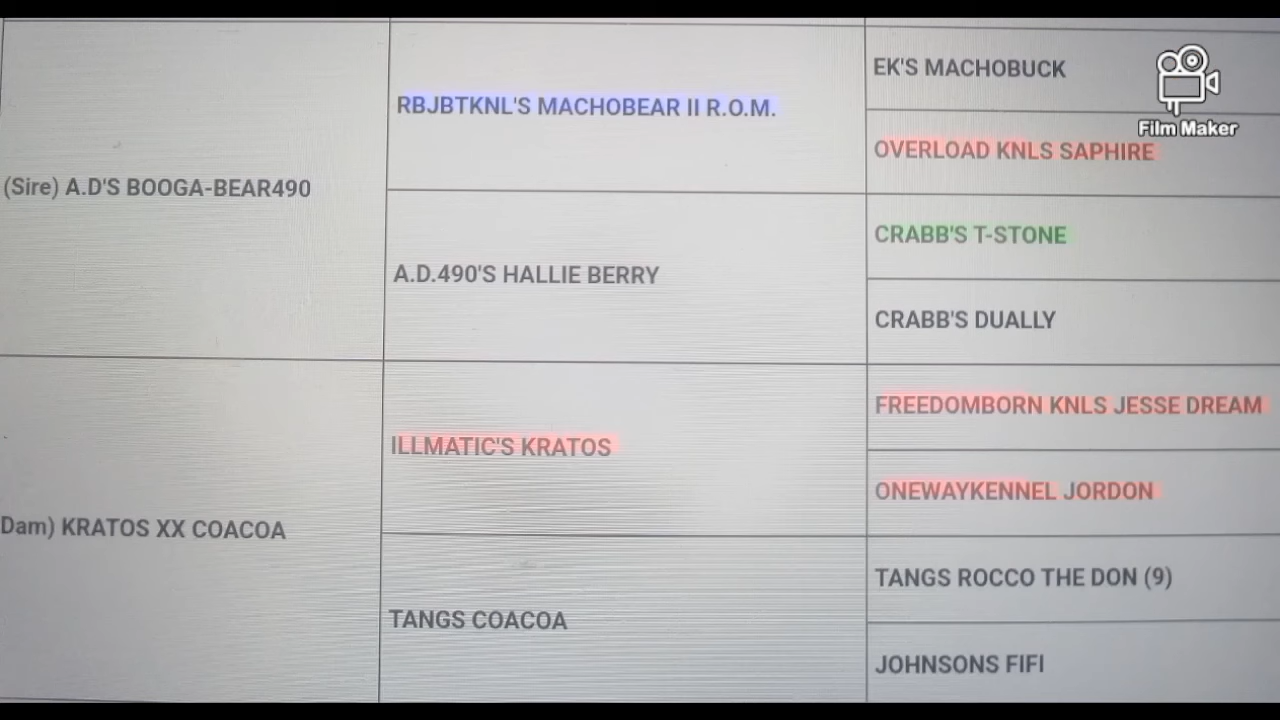 (Sire) A.D'S BOOGA-BEAR490
RBJBTKNL'S MACHOBEAR II R.O.M.
EK'S MACHOBUCK
OVERLOAD KNLS SAPHIRE
A.D.490'S HALLIE BERRY
CRABB'S T-STONE
CRABB'S DUALLY
Dam) KRATOS XX COACOA
ILLMATIC'S KRATOS
FREEDOMBORN KNLS JESSE DREAM
ONEWAYKENNEL JORDON
TANGS COACOA
TANGS ROCCO THE DON (9)
JOHNSONS FIFI
Film Maker